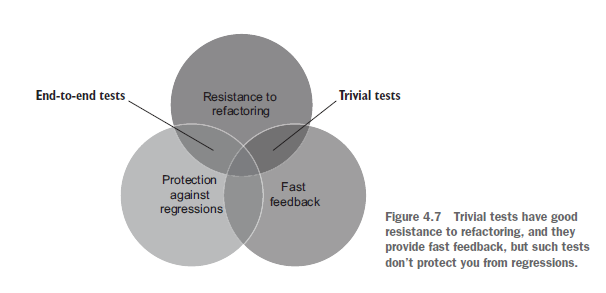 End-to-end tests
Resistance to
refactoring
Trivial tests
Protection
against
regressions
Fast
feedback
Figure 4.7 Trivial tests have good
resistance to refactoring, and they
provide fast feedback, but such tests
don't protect you from regressions.